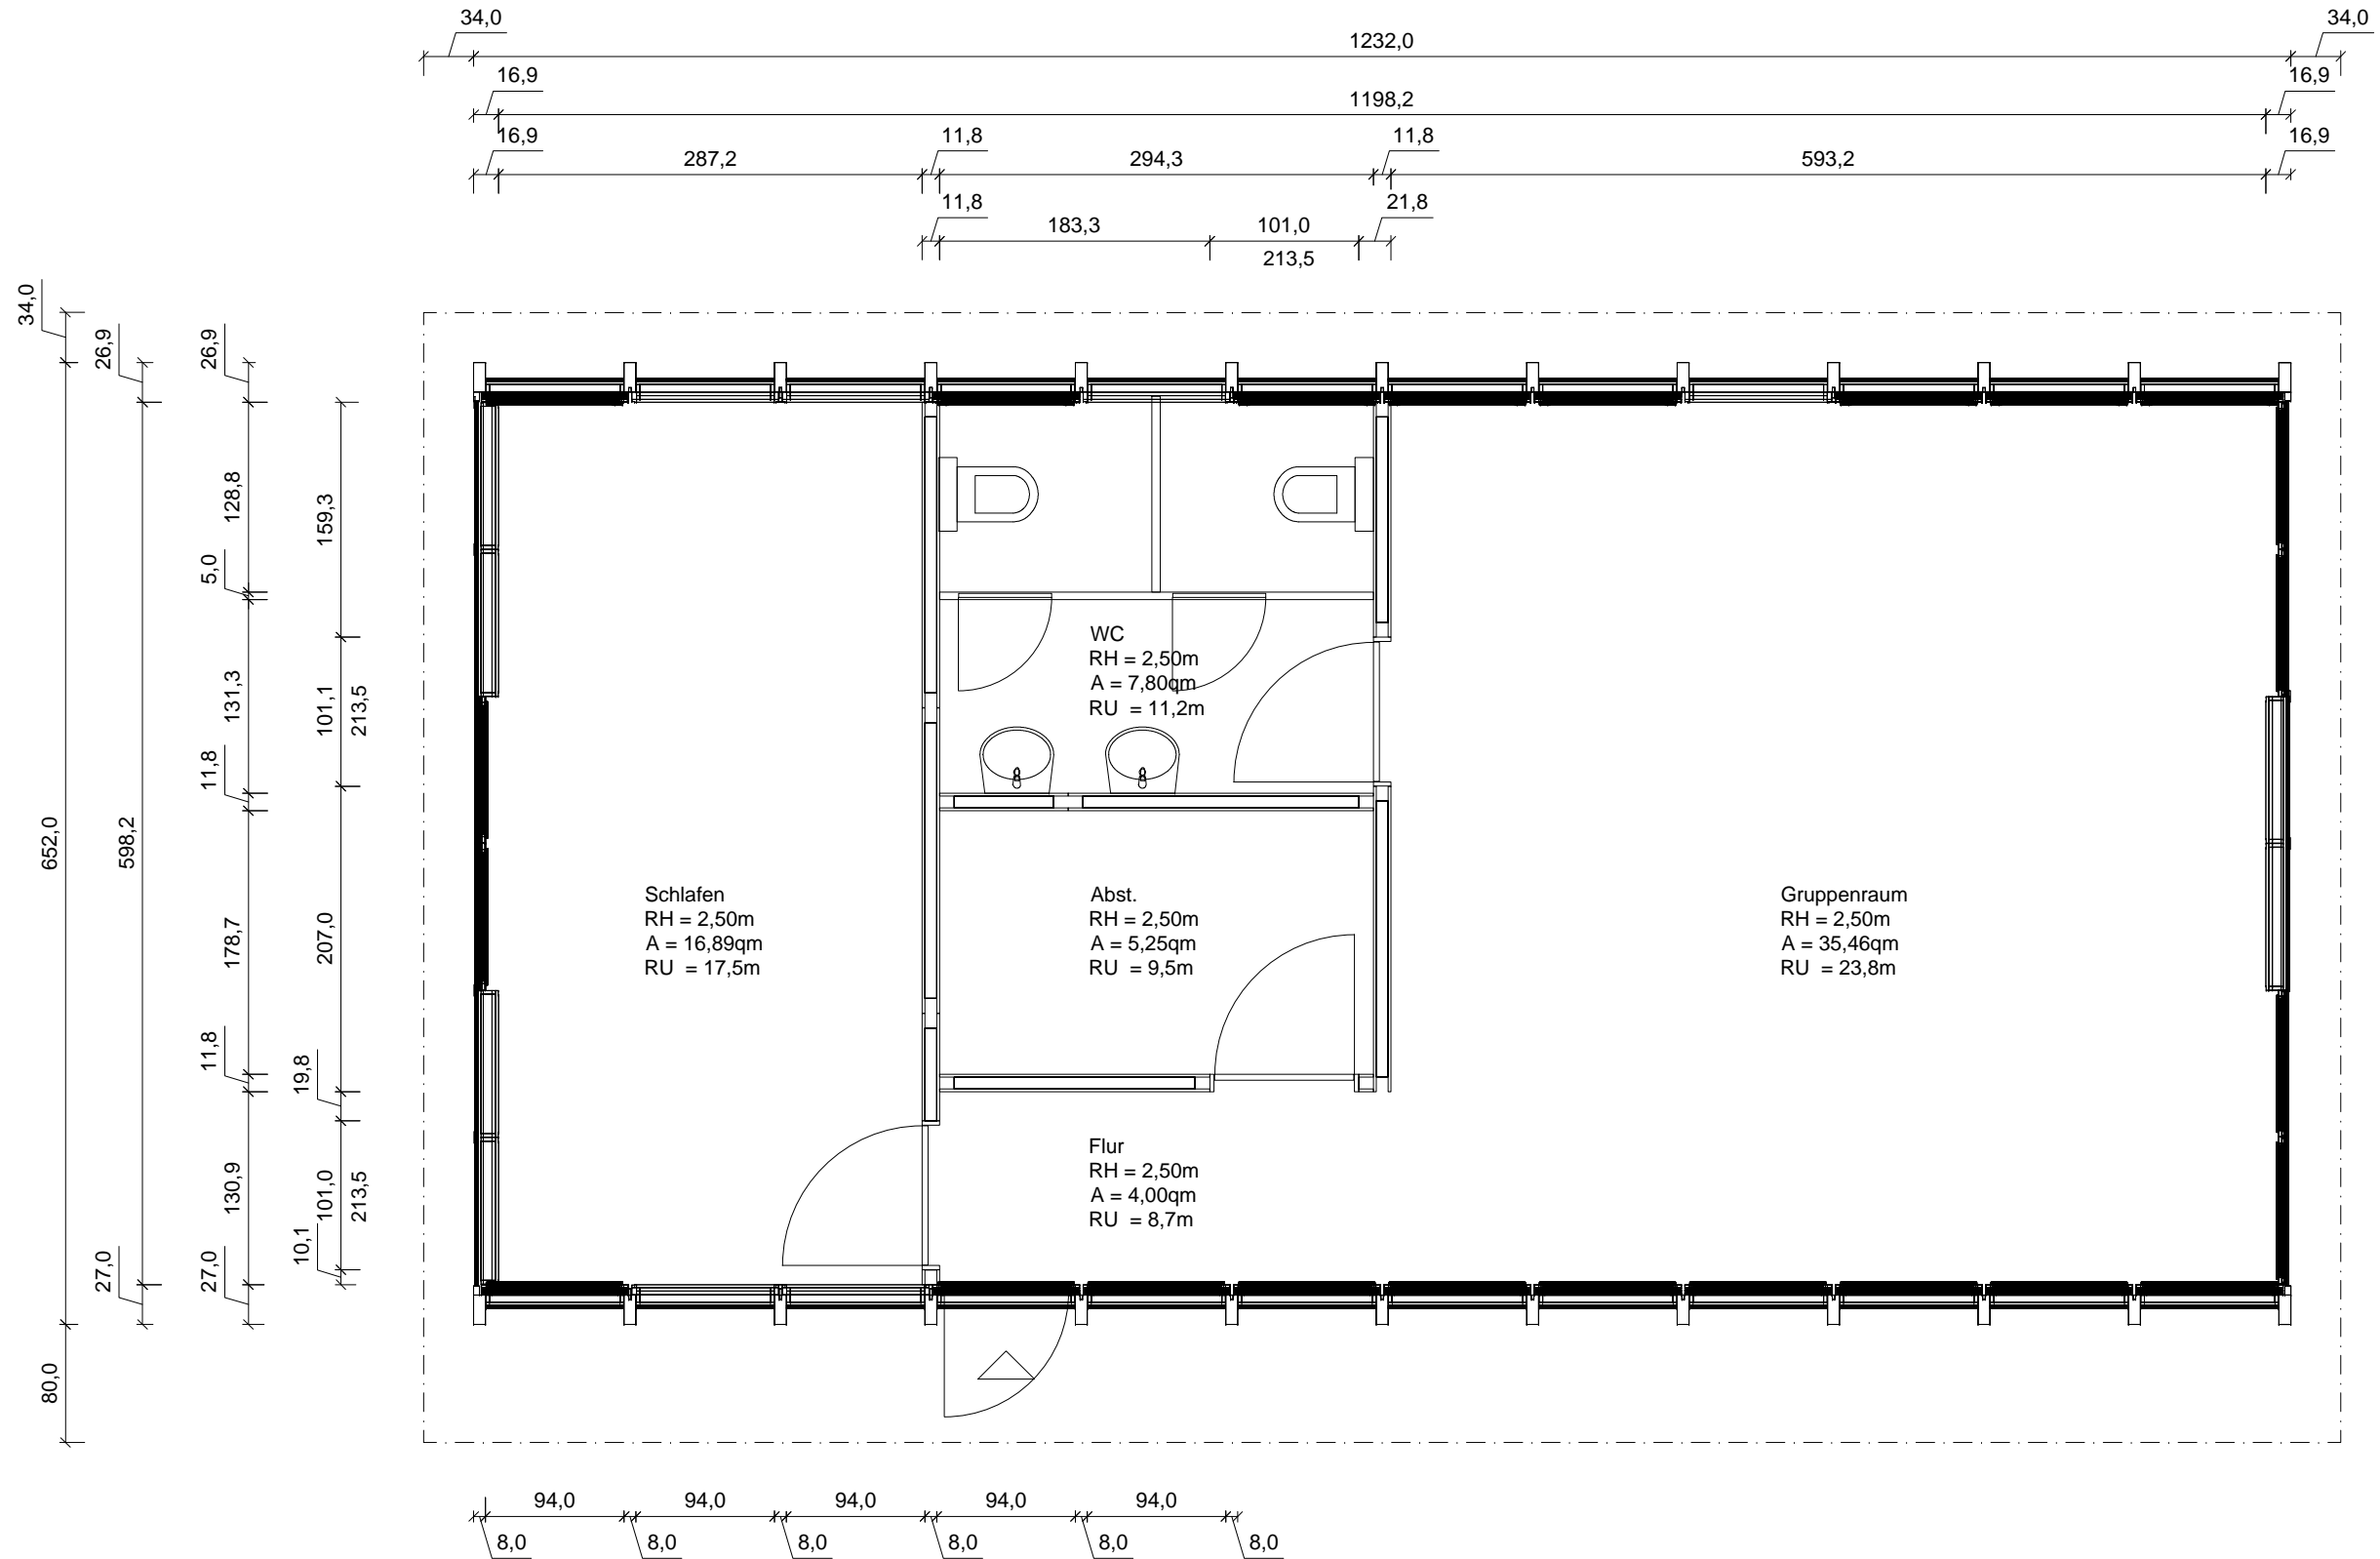 34,0
34,0
1232,0
16,9
16,9
1198,2
16,9
11,8
11,8
16,9
287,2
294,3
593,2
11,8
21,8
183,3
101,0
213,5
34,0
26,9
26,9
128,8
159,3
5,0
131,3
101,1
213,5
11,8
652,0
598,2
178,7
207,0
11,8
19,8
130,9
101,0
213,5
10,1
27,0
27,0
80,0
WC
RH = 2,50m
A = 7,80qm
RU = 11,2m
Schlafen
RH = 2,50m
A = 16,89qm
RU = 17,5m
Abst.
RH = 2,50m
A = 5,25qm
RU = 9,5m
Gruppenraum
RH = 2,50m
A = 35,46qm
RU = 23,8m
Flur
RH = 2,50m
A = 4,00qm
RU = 8,7m
94,0
94,0
94,0
94,0
94,0
8,0
8,0
8,0
8,0
8,0
8,0